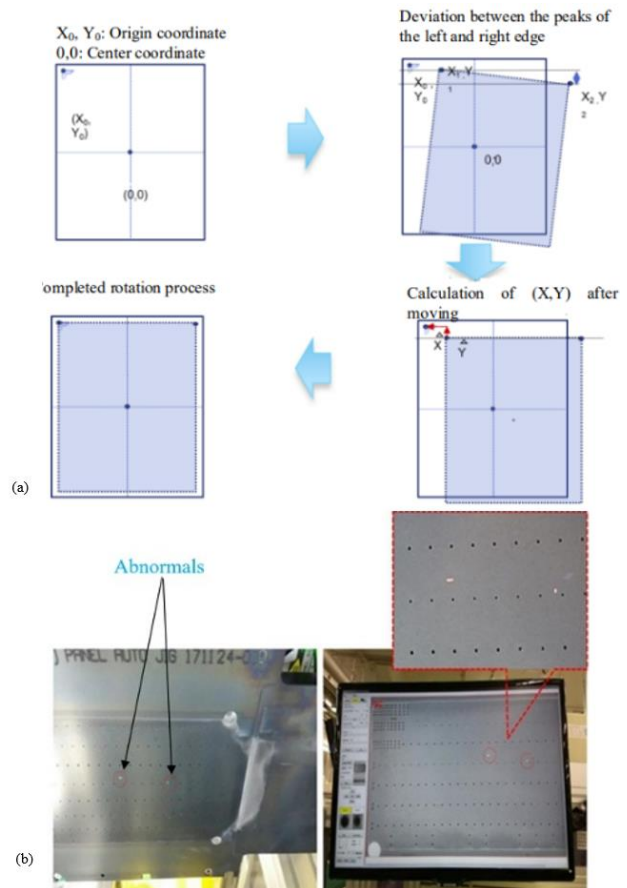 X₀, Y₀: Origin coordinate
0,0: Center coordinate
(X₀,
Y₀)
(0,0)
Deviation between the peaks of
the left and right edge
X₀ ,
Y₀
X₁,Y
1
X₂,Y
2
0,0
Calculation of (X,Y) after
moving
X
Y
ompleted rotation process
(a)
Abnormals
PANEL AUTO JIG 171124-
(b)